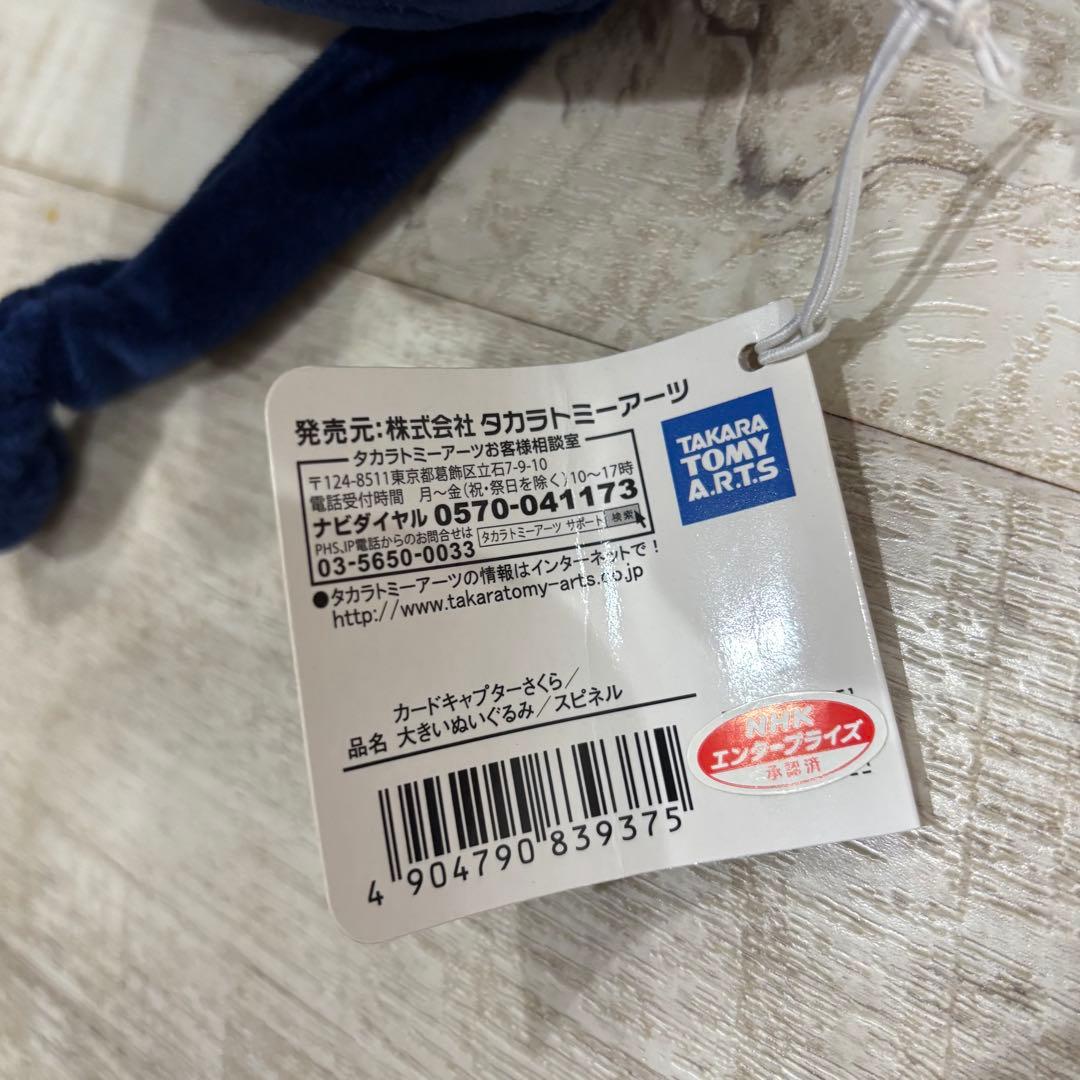 発売元:株式会社 タカラトミーアーツ
タカラトミーアーツお客様相談室
〒124-8511東京都葛飾区立石7-9-10
電話受付時間 月〜金(祝・祭日を除く)10〜17時
ナビダイヤル 0570-041173
PHS,IP電話からのお問合せは
03-5650-0033
タカラトミーアーツ サポート 検索
●タカラトミーアーツの情報はインターネットで!
http://www.takaratomy-arts.co.jp
TAKARA
TOMY
A.R.T.S
カードキャプターさくら/
品名 大きいぬいぐるみ/スピネル
4 904790 839375
NHK
エンタープライズ
承認済